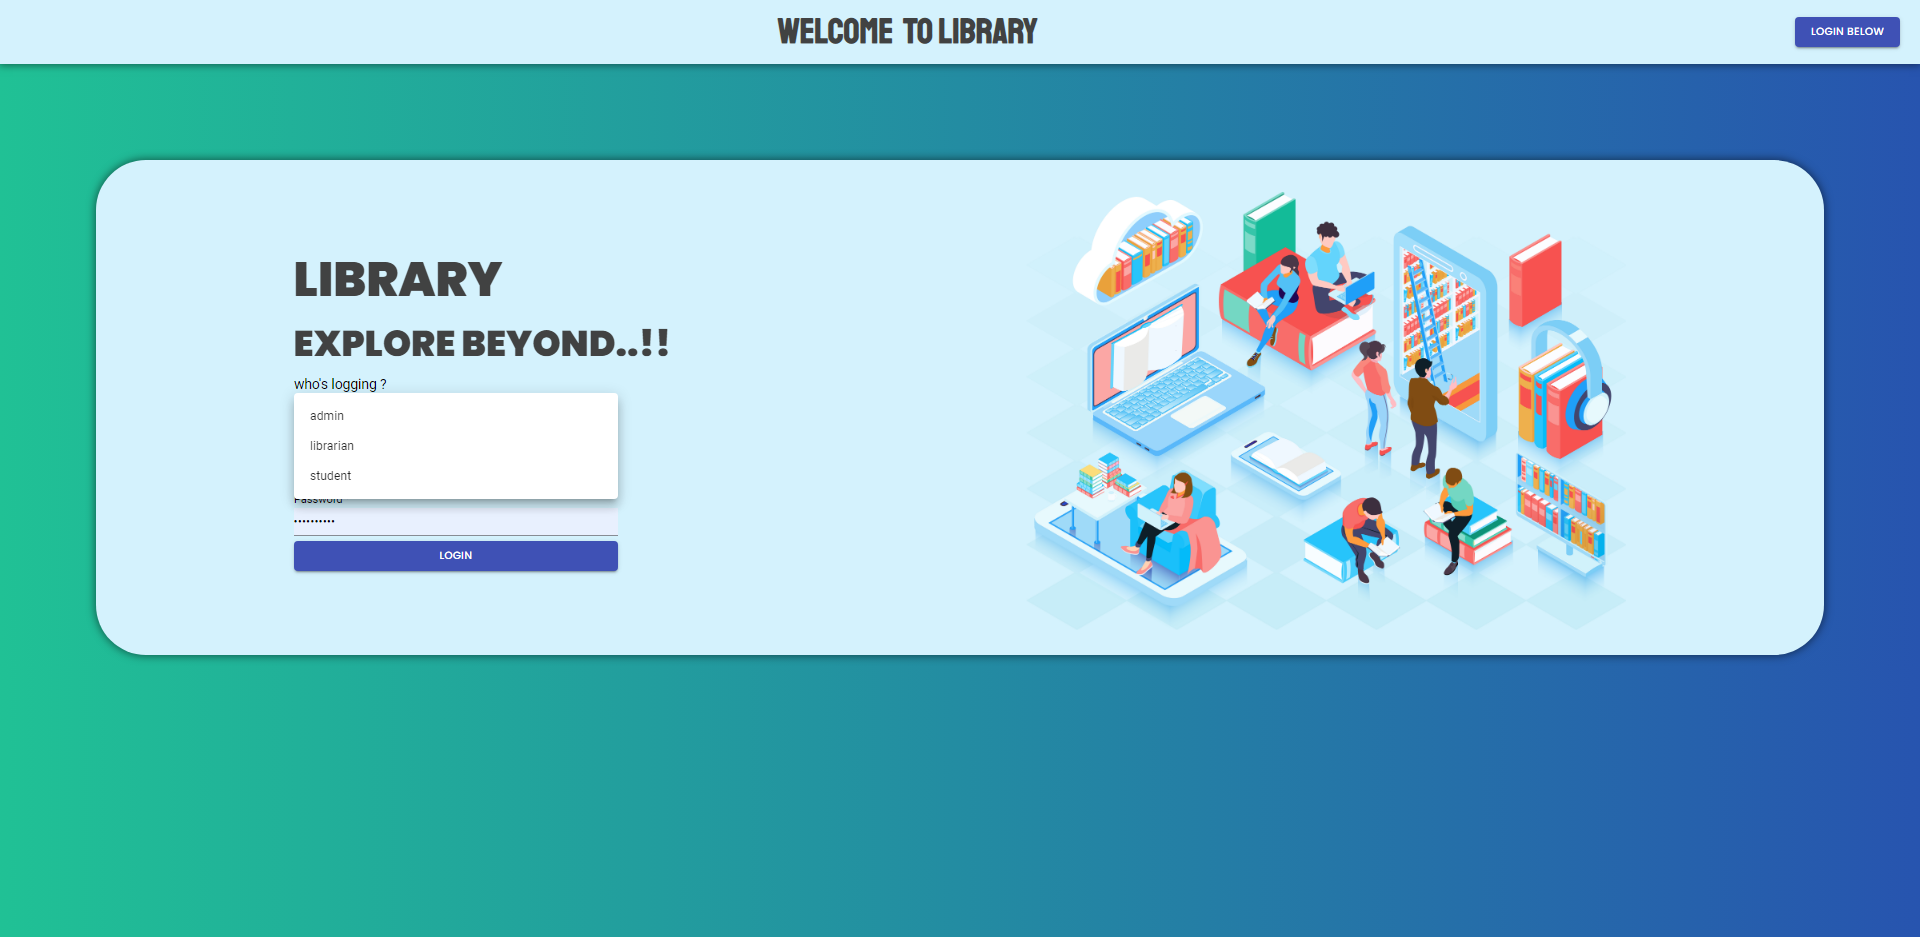 WELCOME TO LIBRARY
LOGIN BELOW
LIBRARY
EXPLORE BEYOND..!!
who's logging ?
admin
librarian
student
Password
••••••••••
LOGIN